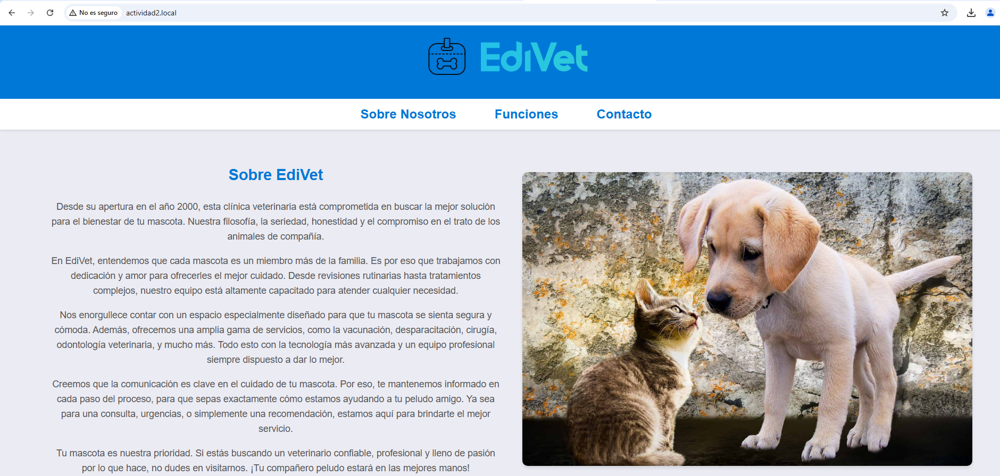 No es seguro actividad2.local
EdiVet
Sobre Nosotros Funciones Contacto
Sobre EdiVet
Desde su apertura en el año 2000, esta clínica veterinaria está comprometida en buscar la mejor solución
para el bienestar de tu mascota. Nuestra filosofía, la seriedad, honestidad y el compromiso en el trato de los
animales de compañía.
En EdiVet, entendemos que cada mascota es un miembro más de la familia. Es por eso que trabajamos con
dedicación y amor para ofrecerles el mejor cuidado. Desde revisiones rutinarias hasta tratamientos
complejos, nuestro equipo está altamente capacitado para atender cualquier necesidad.
Nos enorgullece contar con un espacio especialmente diseñado para que tu mascota se sienta segura y
cómoda. Además, ofrecemos una amplia gama de servicios, como la vacunación, desparacitación, cirugía,
odontología veterinaria, y mucho más. Todo esto con la tecnología más avanzada y un equipo profesional
siempre dispuesto a dar lo mejor.
Creemos que la comunicación es clave en el cuidado de tu mascota. Por eso, te mantenemos informado en
cada paso del proceso, para que sepas exactamente cómo estamos ayudando a tu peludo amigo. Ya sea
para una consulta, urgencias, o simplemente una recomendación, estamos aquí para brindarte el mejor
servicio.
Tu mascota es nuestra prioridad. Si estás buscando un veterinario confiable, profesional y lleno de pasión
por lo que hace, no dudes en visitarnos. ¡Tu compañero peludo estará en las mejores manos!